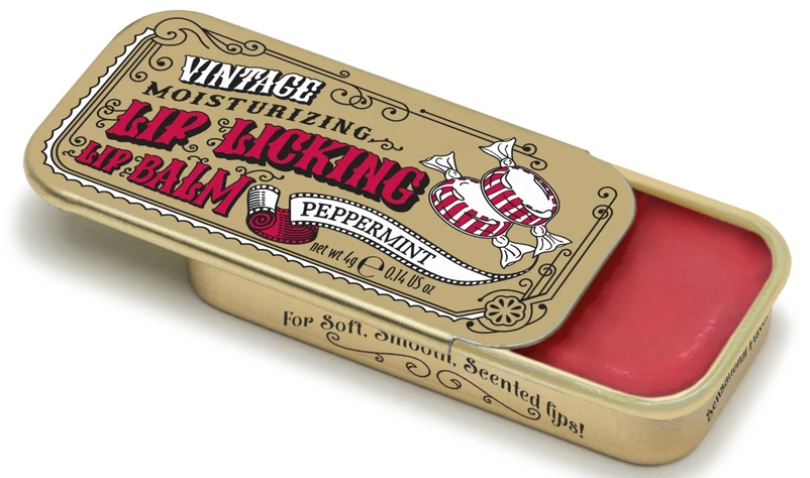 VINTAGE
MOISTURIZING
LIP LICKING
LIP BALM
PEPPERMINT
net wt 4g ℮ 0.14 US oz
For Soft, Smooth, Scented lips!
Sensational